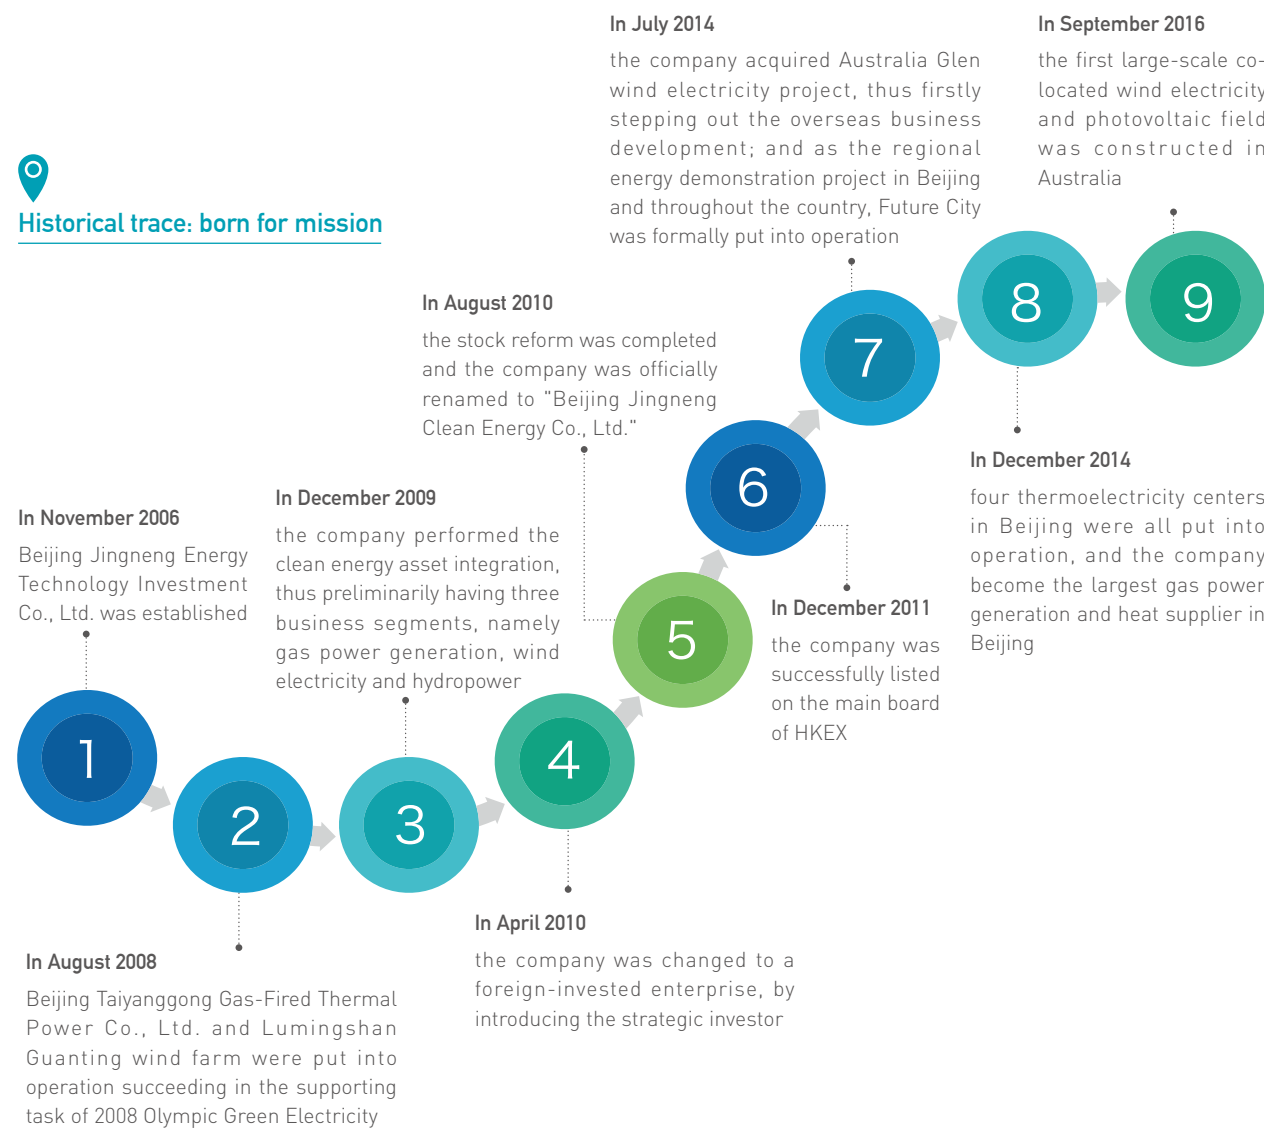 Historical trace: born for mission
In November 2006
Beijing Jingneng Energy
Technology Investment
Co., Ltd. was established
1
2
In August 2008
Beijing Taiyanggong Gas-Fired Thermal
Power Co., Ltd. and Lumingshan
Guanting wind farm were put into
operation succeeding in the supporting
task of 2008 Olympic Green Electricity
In December 2009
the company performed the
clean energy asset integration,
thus preliminarily having three
business segments, namely
gas power generation, wind
electricity and hydropower
3
4
In April 2010
the company was changed to a
foreign-invested enterprise, by
introducing the strategic investor
In August 2010
the stock reform was completed
and the company was officially
renamed to "Beijing Jingneng
Clean Energy Co., Ltd."
5
6
In December 2011
the company was
successfully listed
on the main board
of HKEX
In July 2014
the company acquired Australia Glen
wind electricity project, thus firstly
stepping out the overseas business
development; and as the regional
energy demonstration project in Beijing
and throughout the country, Future City
was formally put into operation
7
8
In December 2014
four thermoelectricity centers
in Beijing were all put into
operation, and the company
become the largest gas power
generation and heat supplier in
Beijing
In September 2016
the first large-scale co-
located wind electricity
and photovoltaic field
was constructed in
Australia
9